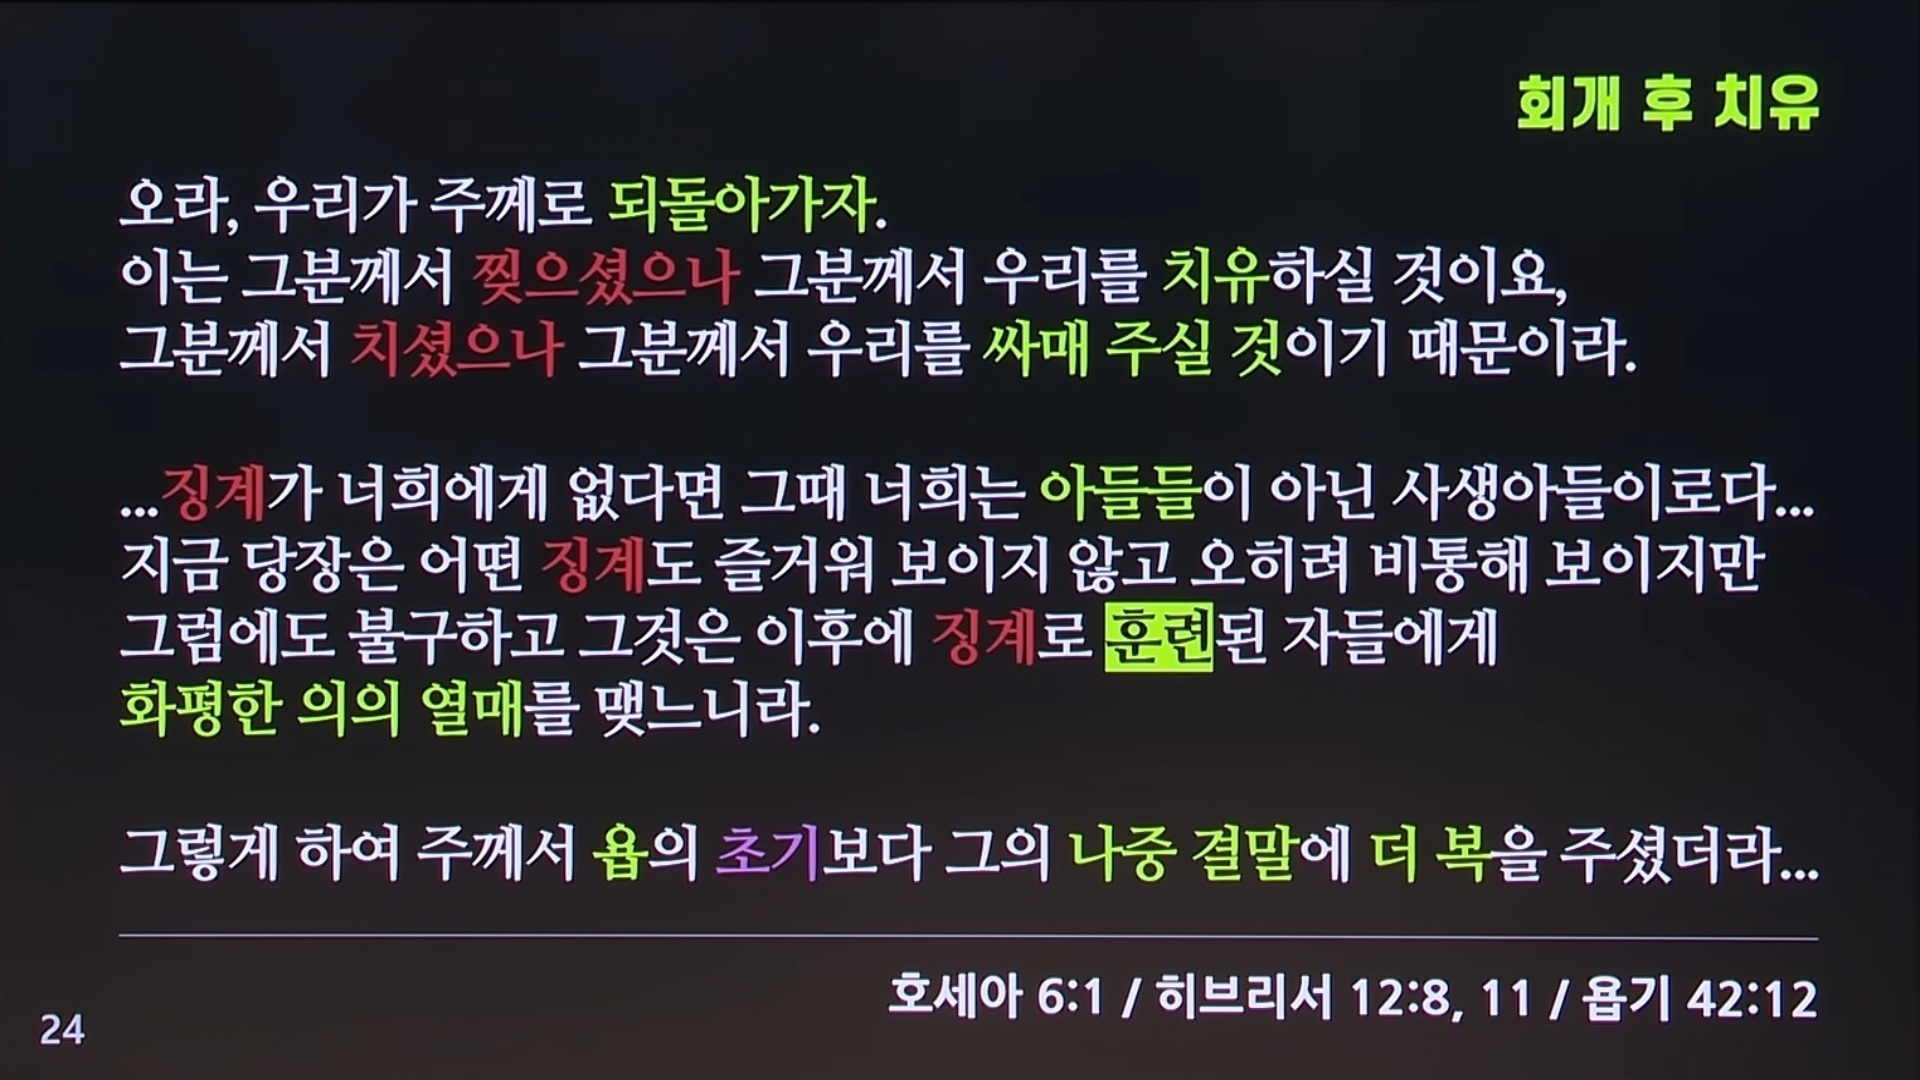 회개 후 치유
오라, 우리가 주께로 되돌아가자.
이는 그분께서 찢으셨으나 그분께서 우리를 치유하실 것이요,
그분께서 치셨으나 그분께서 우리를 싸매 주실 것이기 때문이라.
...징계가 너희에게 없다면 그때 너희는 아들들이 아닌 사생아들이로다...
지금 당장은 어떤 징계도 즐거워 보이지 않고 오히려 비통해 보이지만
그럼에도 불구하고 그것은 이후에 징계로 훈련된 자들에게
화평한 의의 열매를 맺느니라.
그렇게 하여 주께서 욥의 초기보다 그의 나중 결말에 더 복을 주셨더라...
호세아 6:1 / 히브리서 12:8, 11 / 욥기 42:12
24